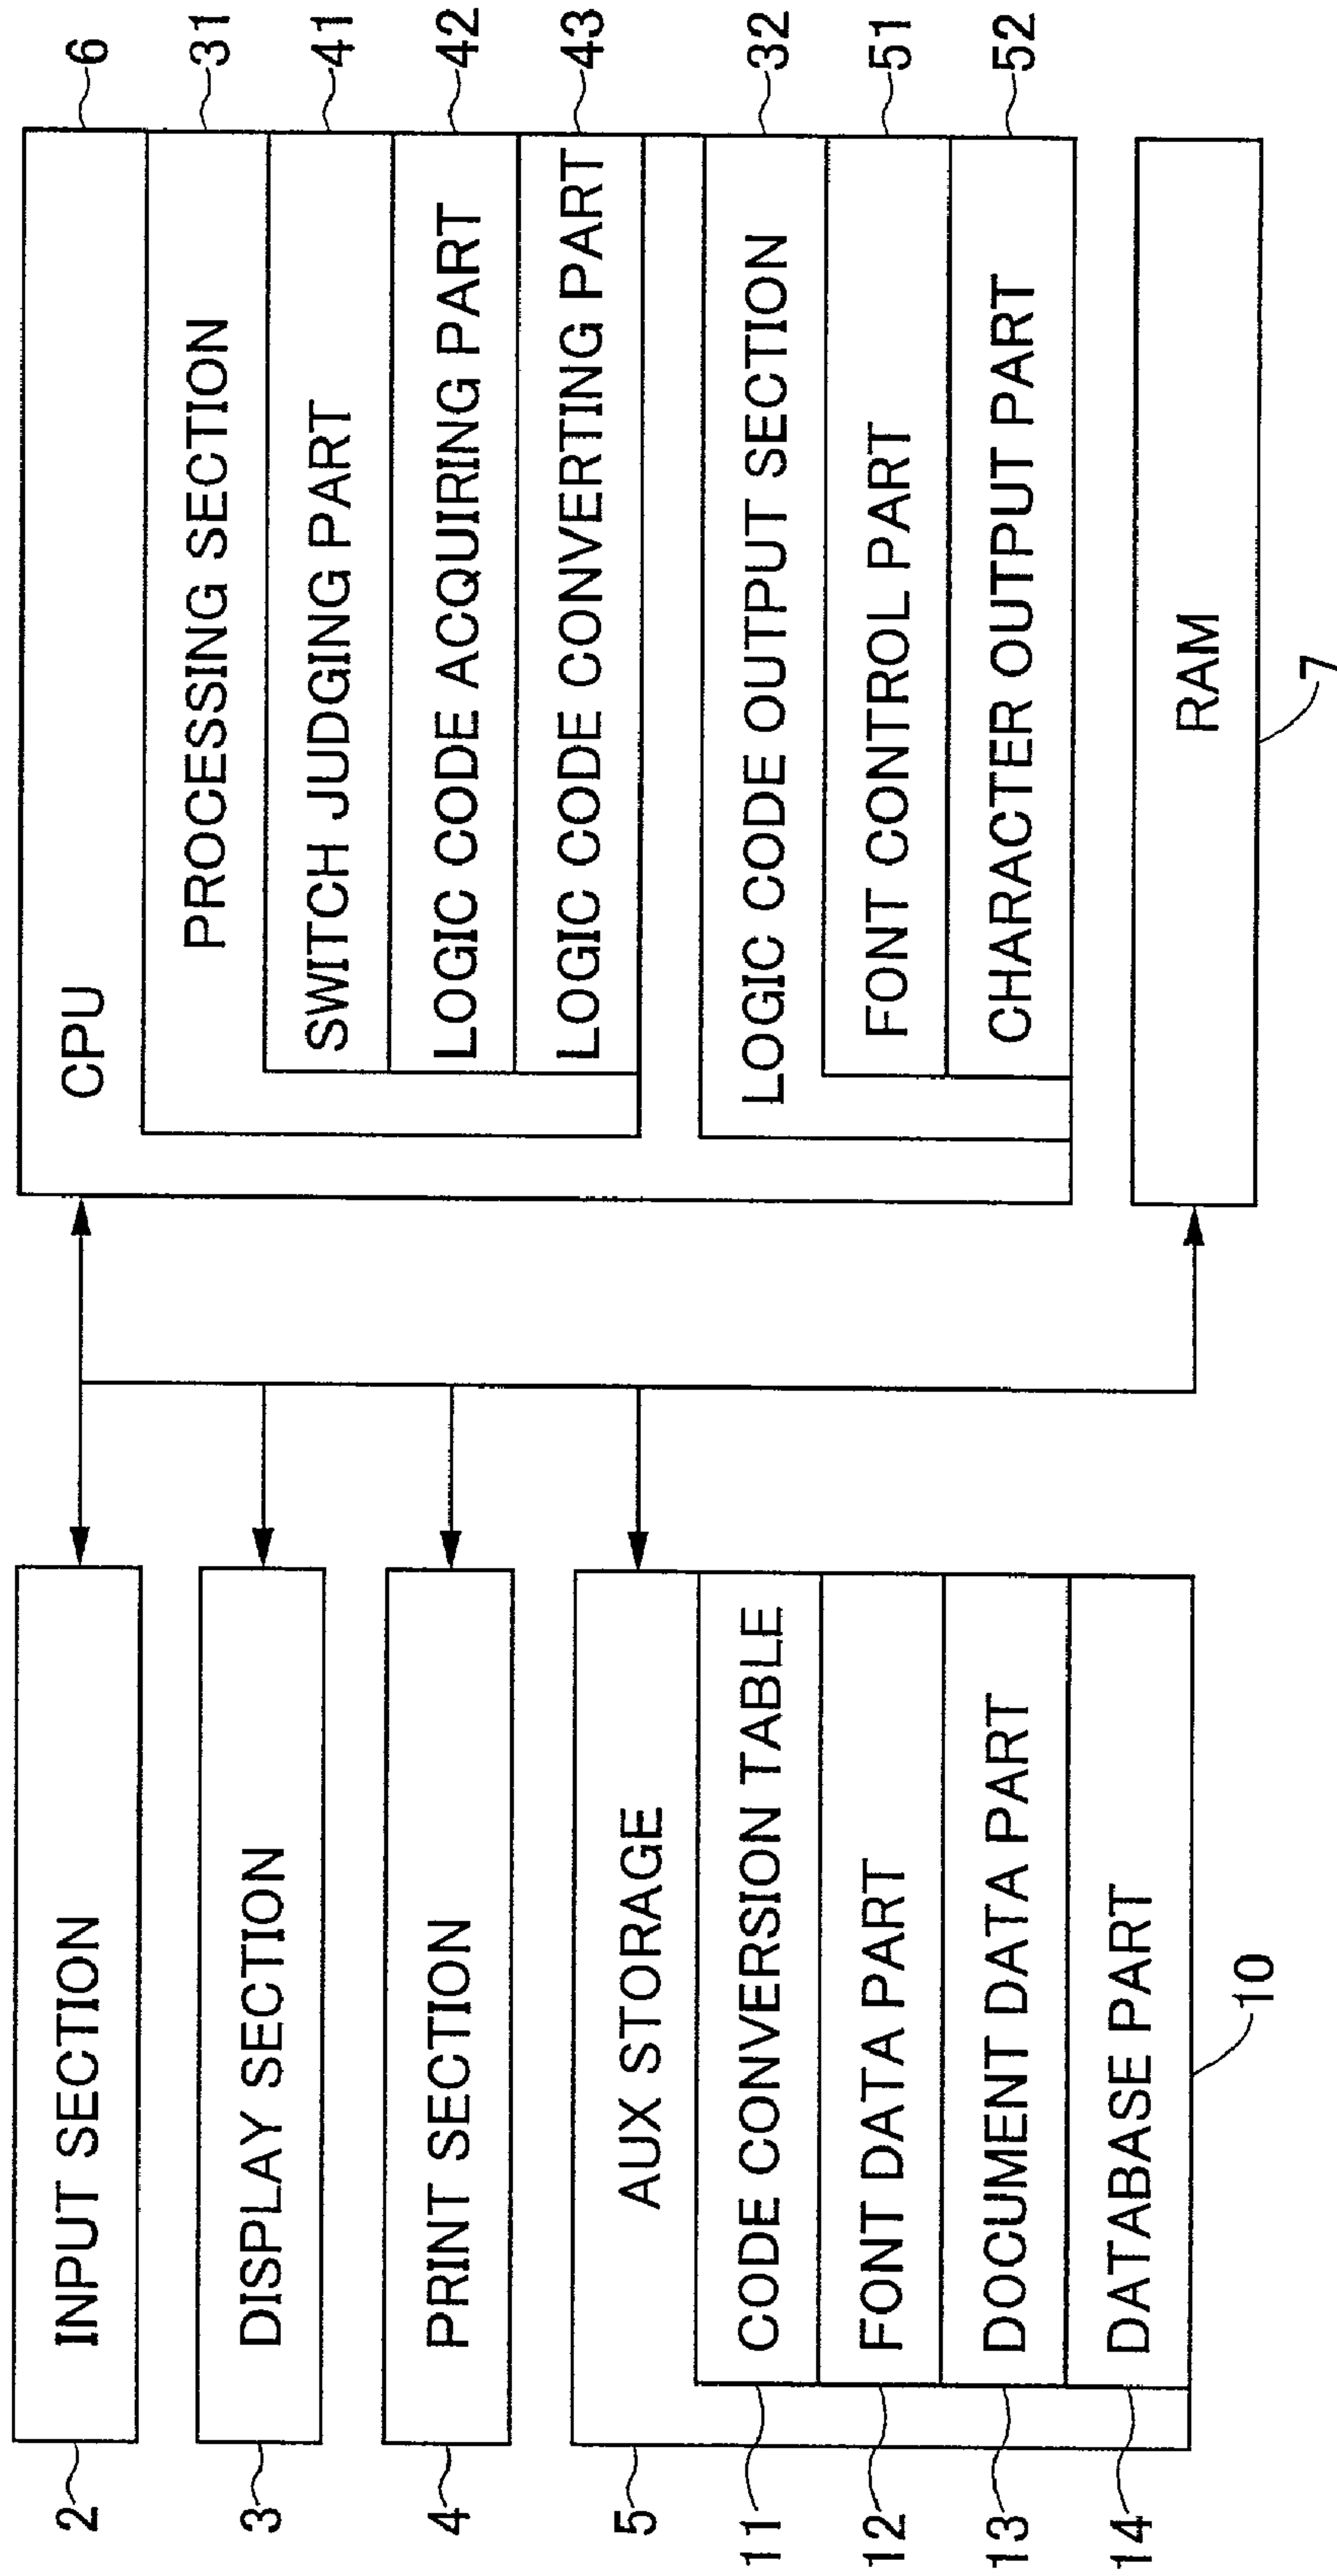 2 INPUT SECTION
3 DISPLAY SECTION
4 PRINT SECTION
5 AUX STORAGE
11 CODE CONVERSION TABLE
12 FONT DATA PART
13 DOCUMENT DATA PART
14 DATABASE PART
10
CPU 6
PROCESSING SECTION 31
SWITCH JUDGING PART 41
LOGIC CODE ACQUIRING PART 42
LOGIC CODE CONVERTING PART 43
LOGIC CODE OUTPUT SECTION 32
FONT CONTROL PART 51
CHARACTER OUTPUT PART 52
RAM
7